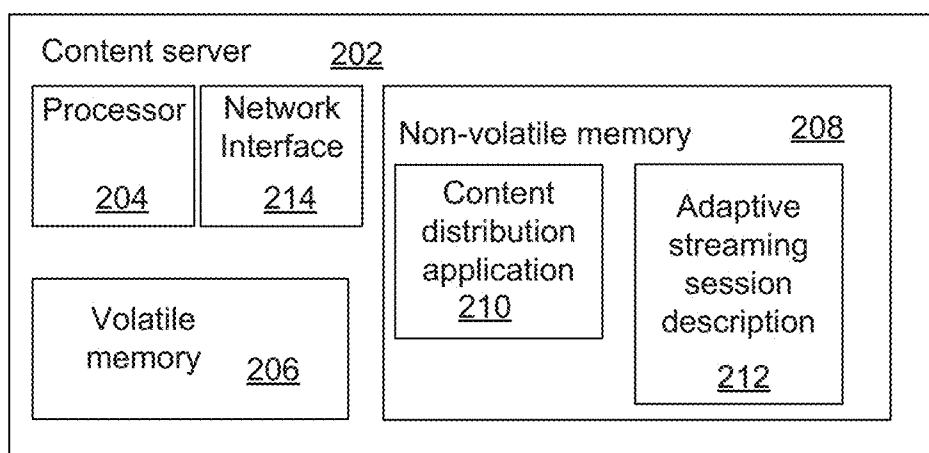 Content server 202
Processor
204
Network
Interface
214
Non-volatile memory 208
Content
distribution
application
210
Adaptive
streaming
session
description
212
Volatile
memory 206